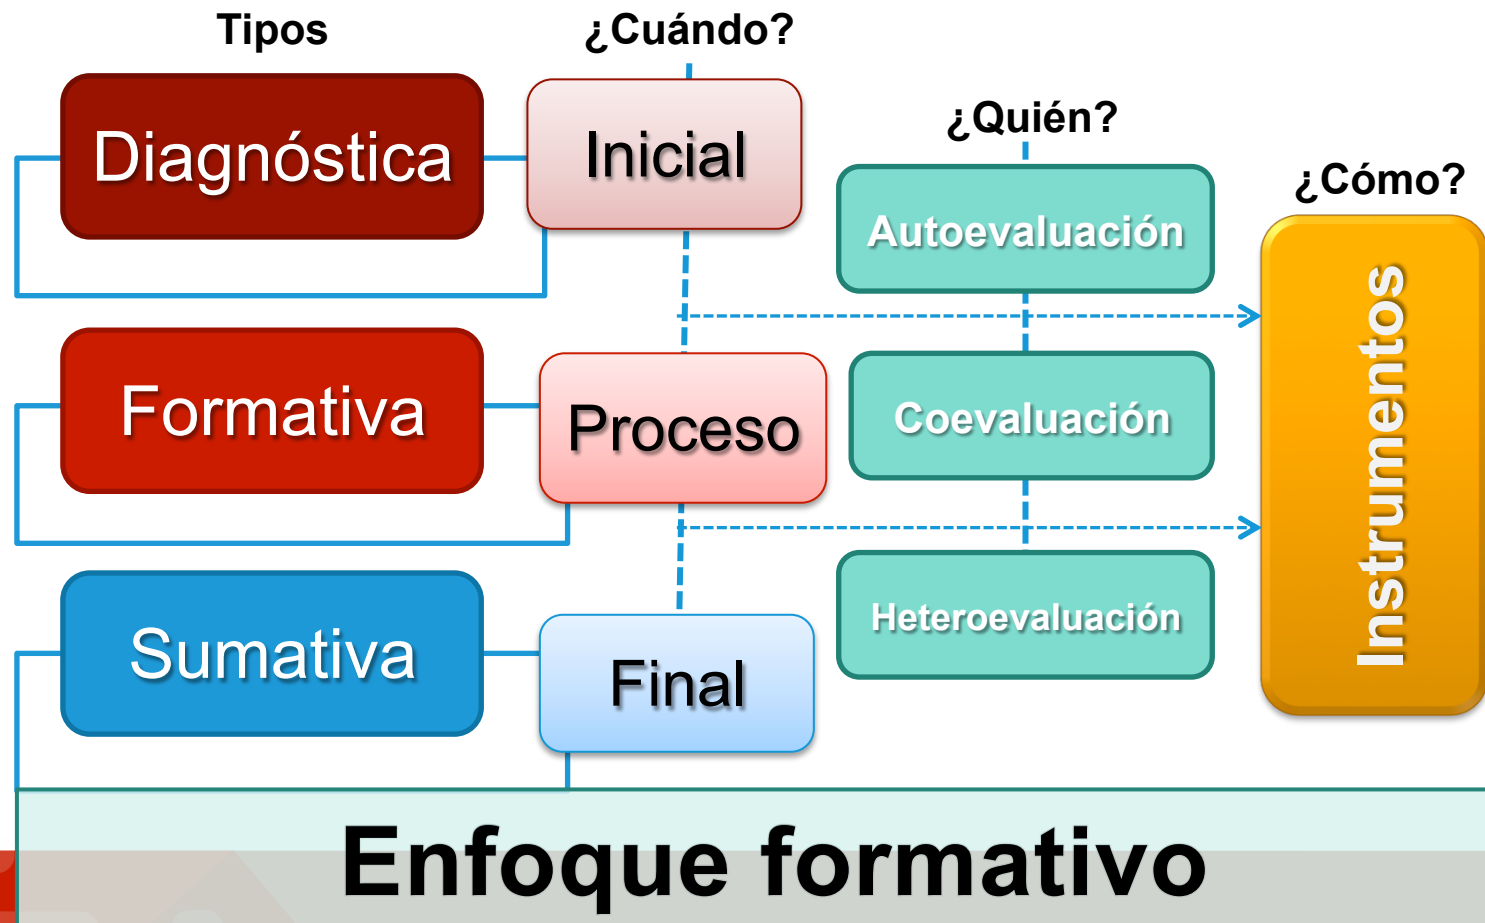 Tipos
¿Cuándo?
Diagnóstica
Inicial
¿Quién?
¿Cómo?
Autoevaluación
Formativa
Proceso
Coevaluación
Instrumentos
Sumativa
Final
Heteroevaluación
Enfoque formativo